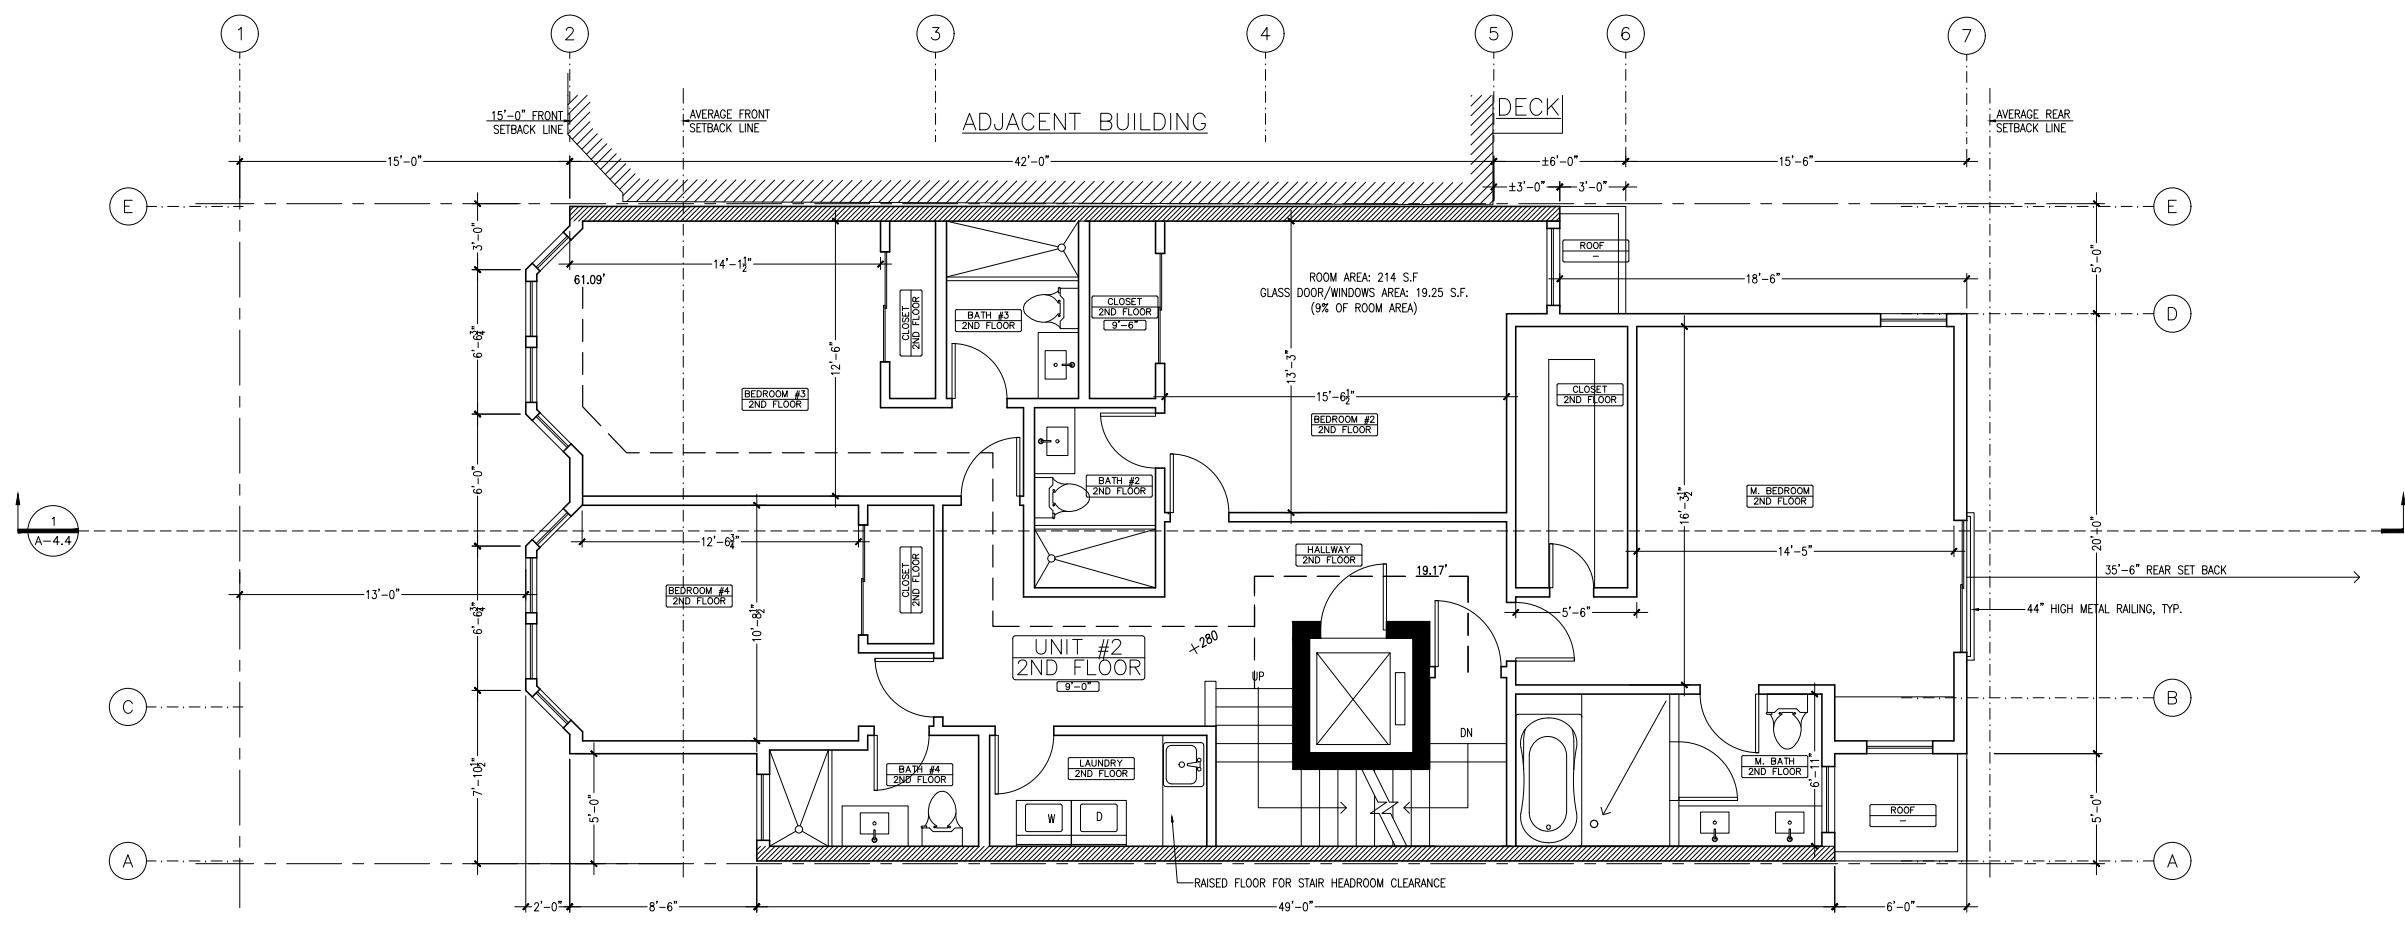 1
2
3
4
5
6
7
15'-0" FRONT
SETBACK LINE
AVERAGE FRONT
SETBACK LINE
ADJACENT BUILDING
DECK
AVERAGE REAR
SETBACK LINE
15'-0"
42'-0"
±6'-0"
15'-6"
±3'-0"
3'-0"
E
E
3'-0"
ROOF
–
5'-0"
14'-1½"
61.09'
ROOM AREA: 214 S.F
GLASS DOOR/WINDOWS AREA: 19.25 S.F.
(9% OF ROOM AREA)
18'-6"
CLOSET
2ND FLOOR
BATH #3
2ND FLOOR
CLOSET
2ND FLOOR
9'-6"
D
D
6'-6¾"
12'-6"
13'-3"
BEDROOM #3
2ND FLOOR
15'-6½"
BEDROOM #2
2ND FLOOR
CLOSET
2ND FLOOR
6'-0"
BATH #2
2ND FLOOR
M. BEDROOM
2ND FLOOR
16'-3½"
1
A-4.4
12'-6¾"
HALLWAY
2ND FLOOR
14'-5"
20'-0"
CLOSET
2ND FLOOR
19.17'
35'-6" REAR SET BACK
13'-0"
BEDROOM #4
2ND FLOOR
10'-8½"
6'-6¾"
5'-6"
44" HIGH METAL RAILING, TYP.
UNIT #2
2ND FLOOR
9'-0"
+280
UP
C
B
DN
7'-10½"
BATH #4
2ND FLOOR
LAUNDRY
2ND FLOOR
M. BATH
2ND FLOOR
6'-11"
5'-0"
W
D
ROOF
–
5'-0"
A
A
RAISED FLOOR FOR STAIR HEADROOM CLEARANCE
2'-0"
8'-6"
49'-0"
6'-0"